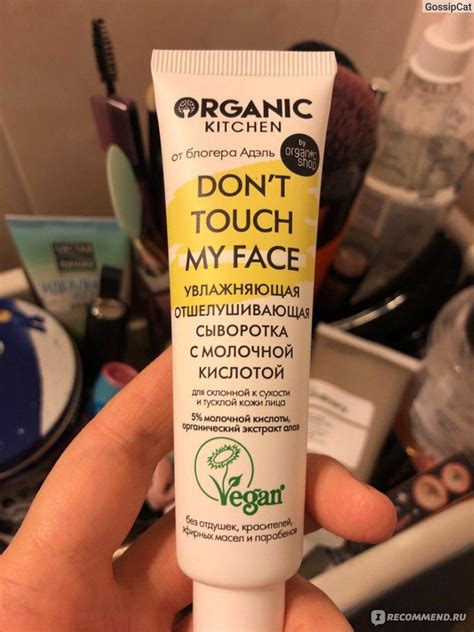 GossipCat
ORGANIC
KITCHEN
by
organic
shop
от блогера Адэль
DON'T
TOUCH
MY FACE
УВЛАЖНЯЮЩАЯ
ОТШЕЛУШИВАЮЩАЯ
СЫВОРОТКА
С МОЛОЧНОЙ
КИСЛОТОЙ
для склонной к сухости
и тусклой кожи лица
5% молочной кислоты,
органический экстракт алоэ
Vegan
без отдушек, красителей,
эфирных масел и парабенов
I RECOMMEND.RU